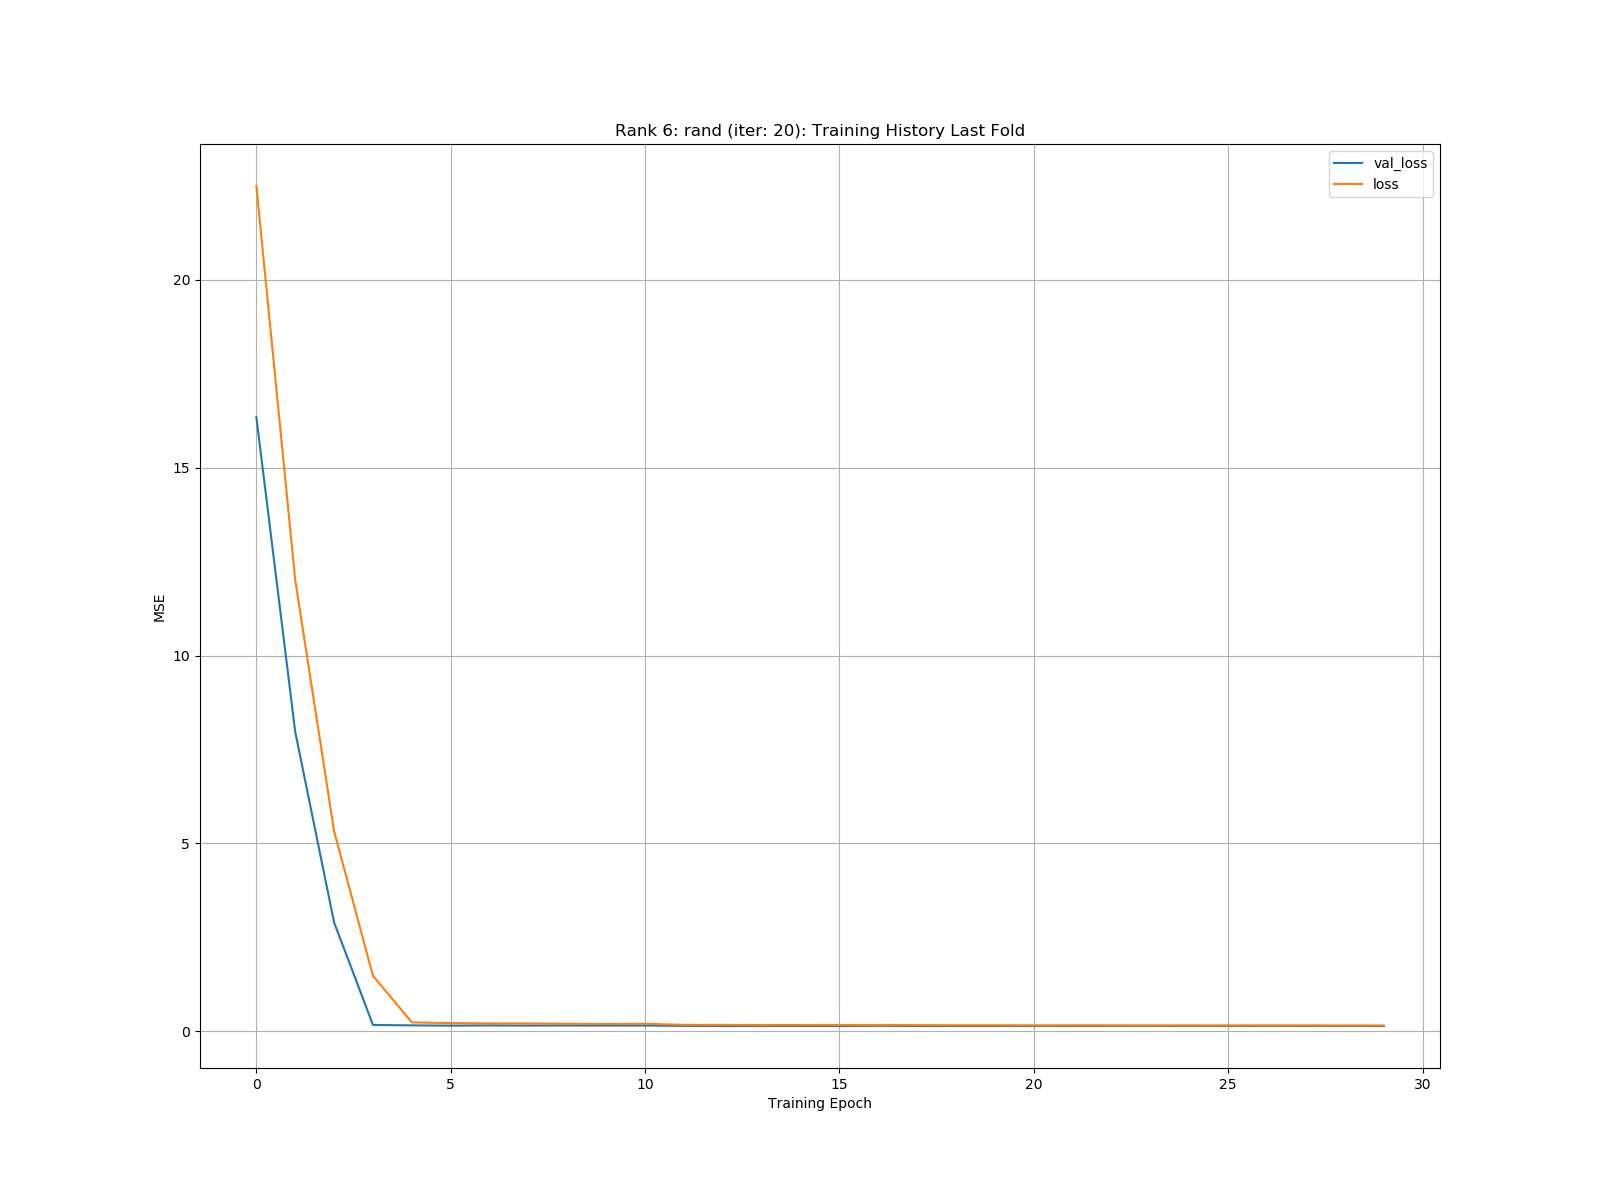 Rank 6: rand (iter: 20): Training History Last Fold
val_loss
loss
20
15
10
5
0
MSE
0 5 10 15 20 25 30
Training Epoch